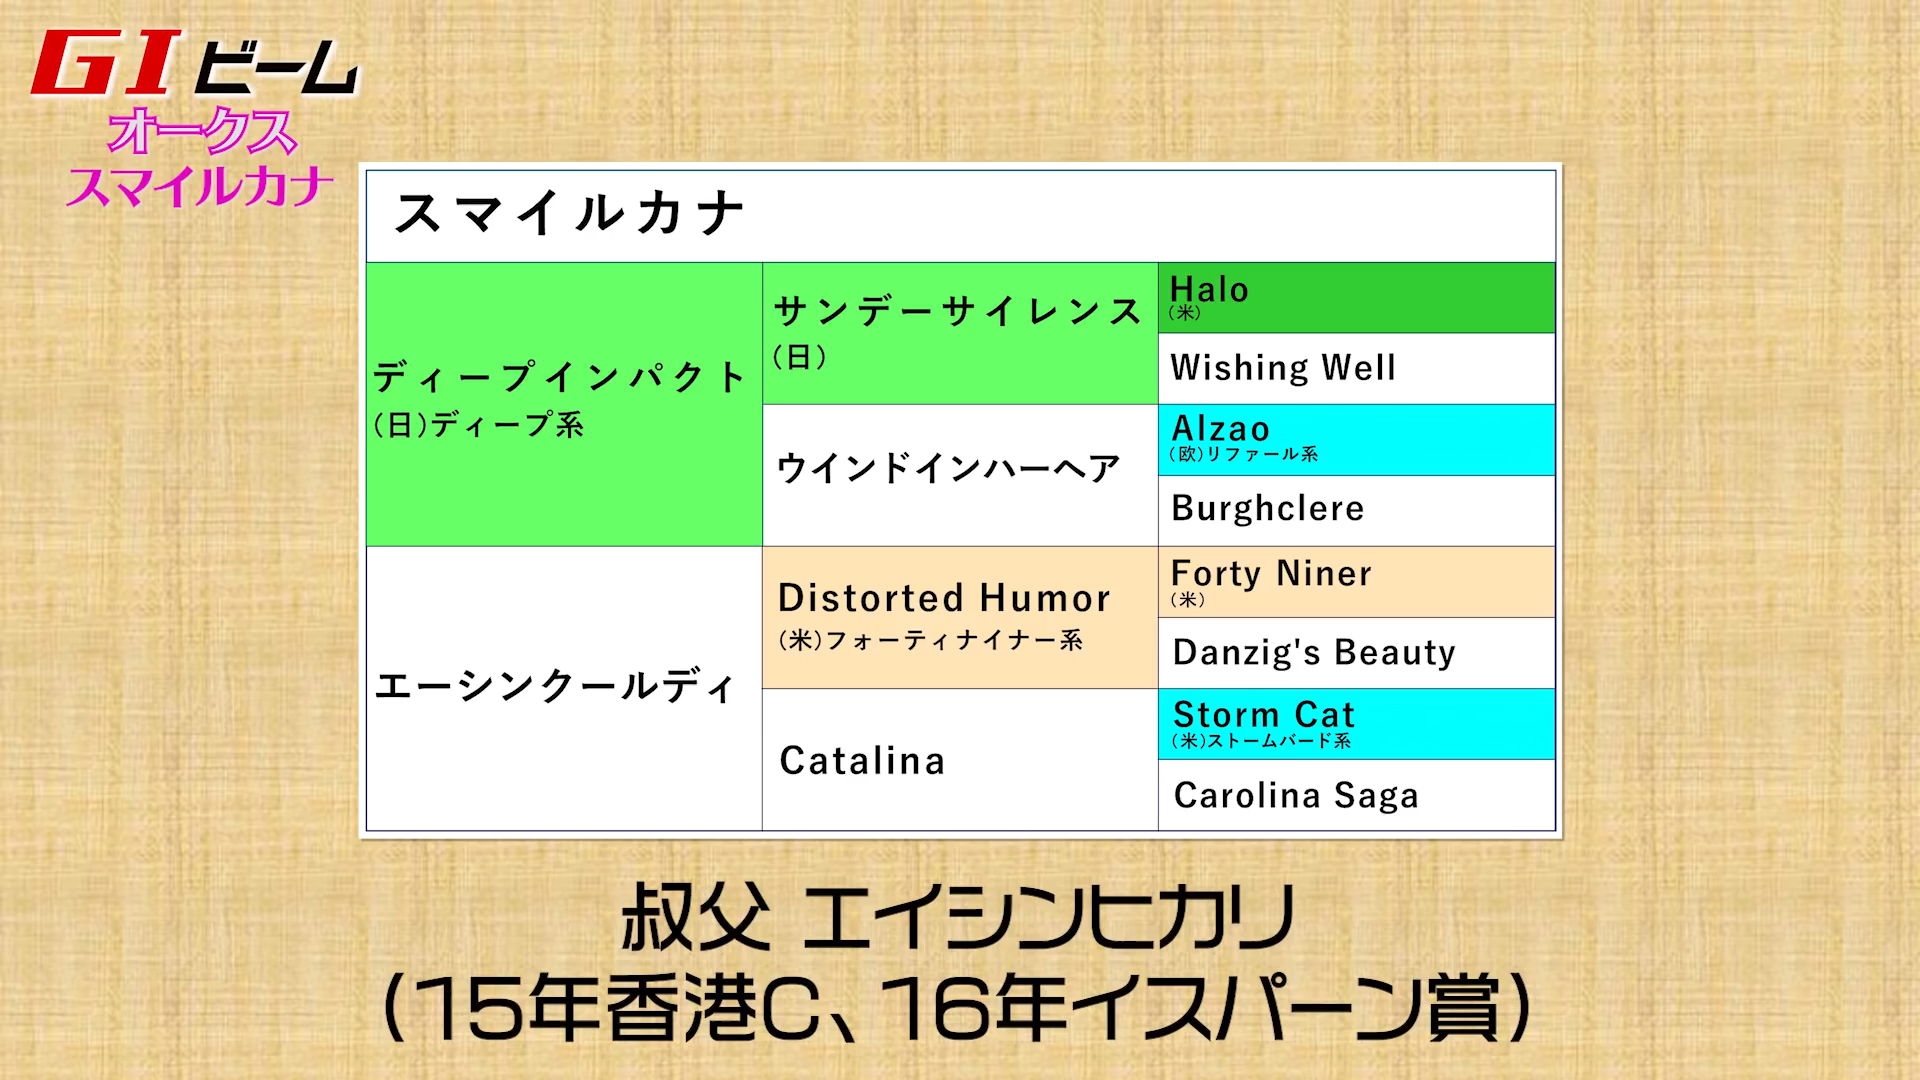 GIビーム
オークス
スマイルカナ
スマイルカナ
ディープインパクト
(日)ディープ系
サンデーサイレンス
(日)
Halo
(米)
Wishing Well
ウインドインハーヘア
Alzao
(欧)リファール系
Burghclere
エーシンクールディ
Distorted Humor
(米)フォーティナイナー系
Forty Niner
(米)
Danzig's Beauty
Catalina
Storm Cat
(米)ストームバード系
Carolina Saga
叔父 エイシンヒカリ
(15年香港C、16年イスパーン賞)